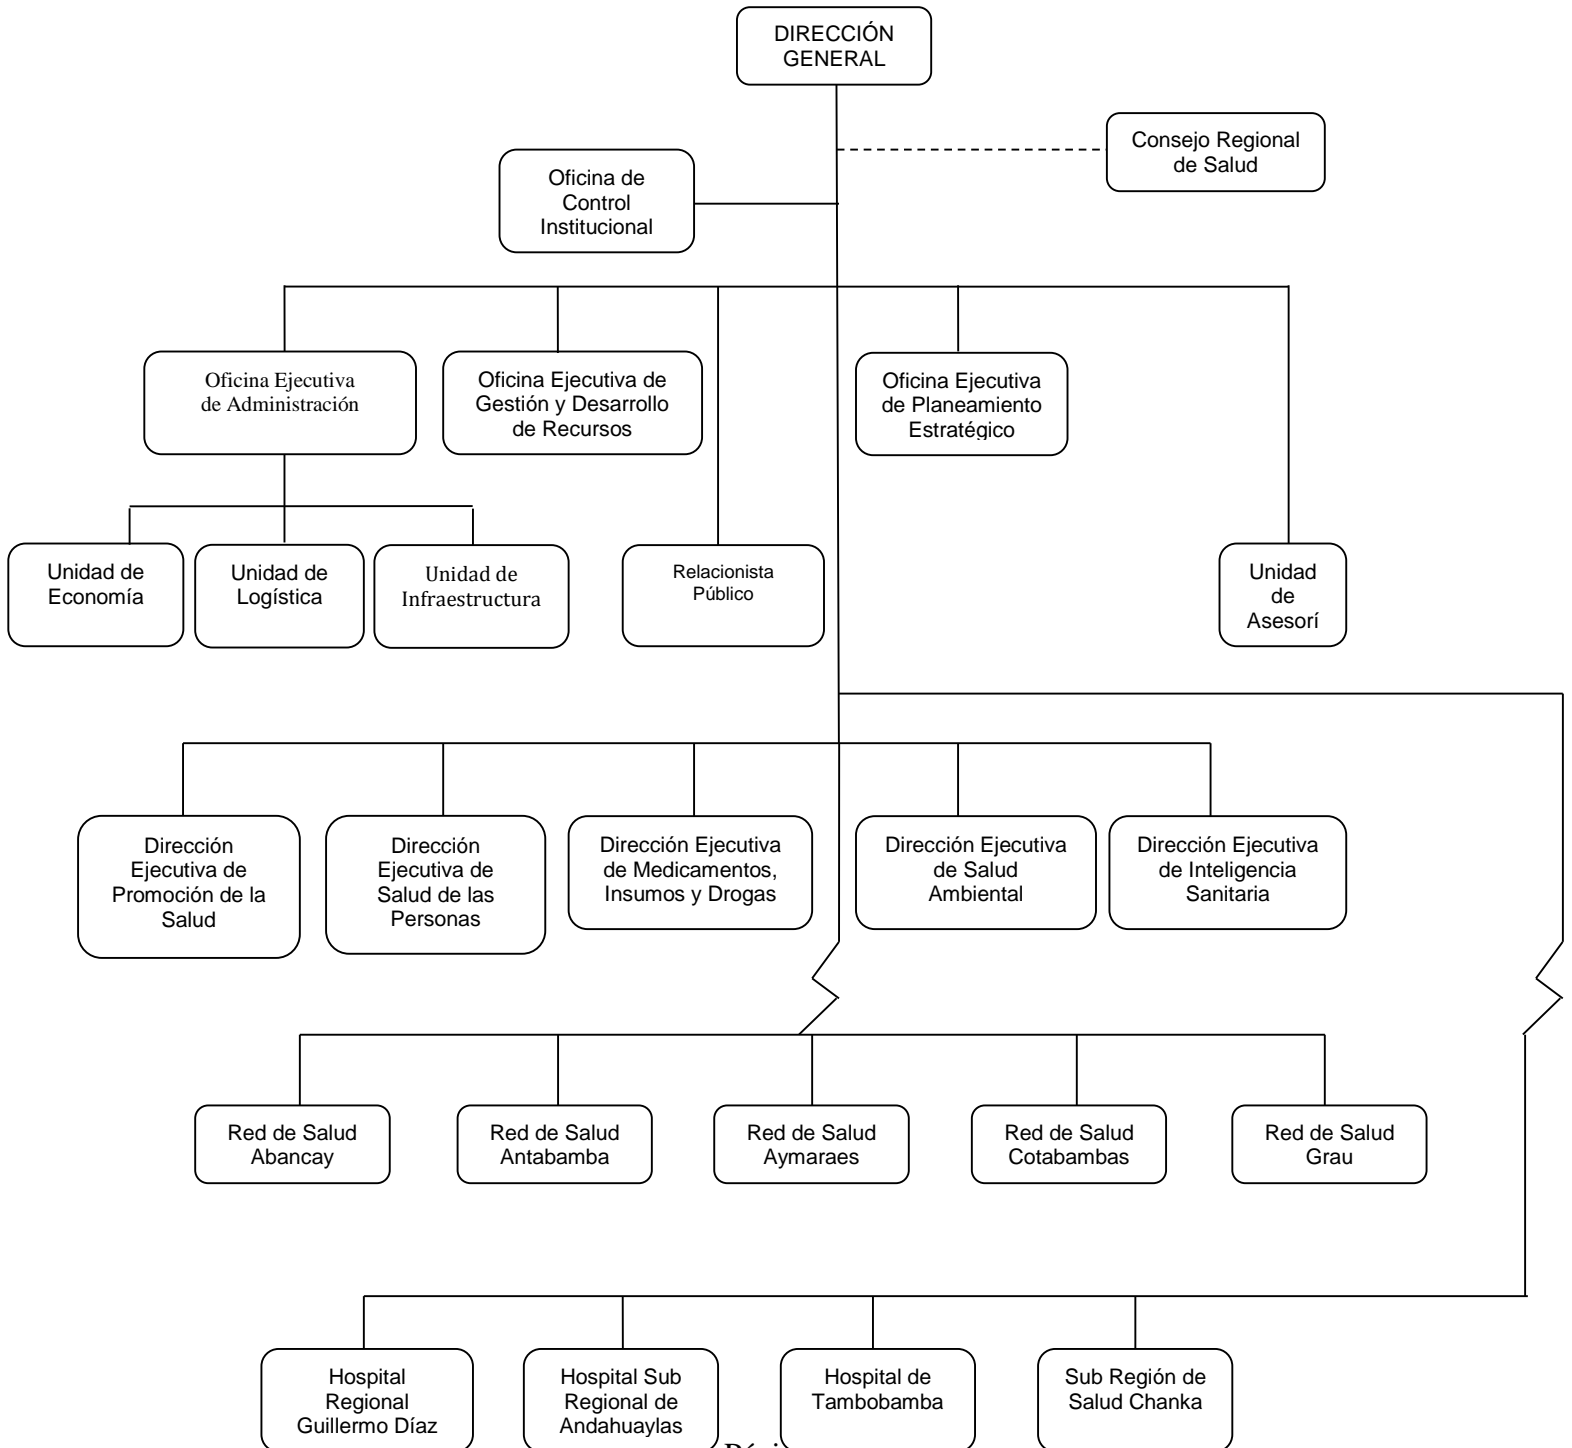 DIRECCIÓN
GENERAL
Consejo Regional
de Salud
Oficina de
Control
Institucional
Oficina Ejecutiva
de Administración
Oficina Ejecutiva de
Gestión y Desarrollo
de Recursos
Oficina Ejecutiva
de Planeamiento
Estratégico
Unidad de
Economía
Unidad de
Logística
Unidad de
Infraestructura
Relacionista
Público
Unidad
de
Asesorí
Dirección
Ejecutiva de
Promoción de la
Salud
Dirección
Ejecutiva de
Salud de las
Personas
Dirección Ejecutiva
de Medicamentos,
Insumos y Drogas
Dirección Ejecutiva
de Salud
Ambiental
Dirección Ejecutiva
de Inteligencia
Sanitaria
Red de Salud
Abancay
Red de Salud
Antabamba
Red de Salud
Aymaraes
Red de Salud
Cotabambas
Red de Salud
Grau
Hospital
Regional
Guillermo Díaz
Hospital Sub
Regional de
Andahuaylas
Hospital de
Tambobamba
Sub Región de
Salud Chanka